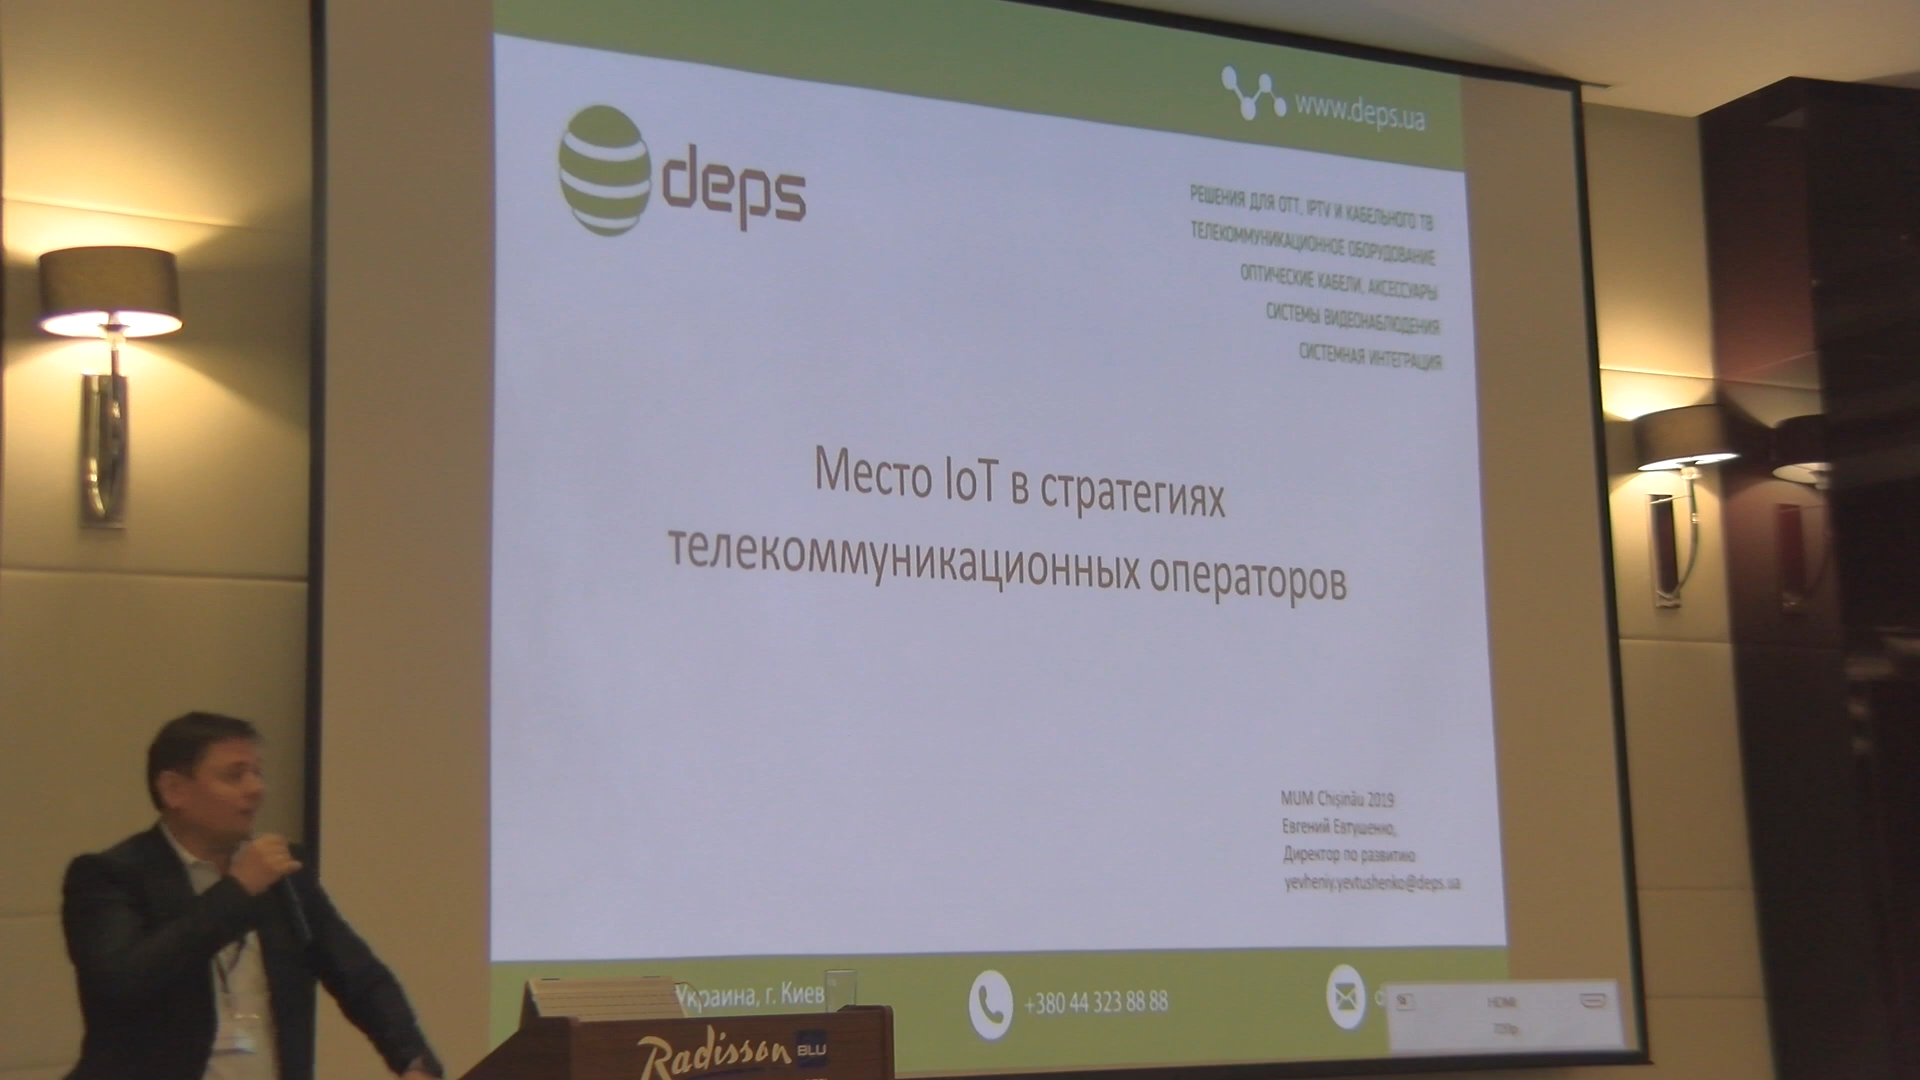 www.deps.ua
deps
РЕШЕНИЯ ДЛЯ ОТТ, IPTV И КАБЕЛЬНОГО ТВ
ТЕЛЕКОММУНИКАЦИОННОЕ ОБОРУДОВАНИЕ
ОПТИЧЕСКИЕ КАБЕЛИ, АКСЕССУАРЫ
СИСТЕМЫ ВИДЕОНАБЛЮДЕНИЯ
СИСТЕМНАЯ ИНТЕГРАЦИЯ
Место IoT в стратегиях
телекоммуникационных операторов
MUM Chișinău 2019
Евгений Евтушенко,
Директор по развитию
yevheniy.yevtushenko@deps.ua
Украина, г. Киев
+380 44 323 88 88
HDMI
Radisson BLU